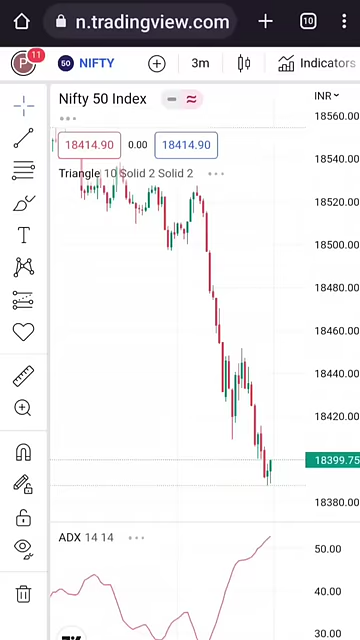 n.tradingview.com
10
P
11
50 NIFTY
3m
Indicators
Nifty 50 Index
INR
18414.90
0.00
18414.90
Triangle 10 Solid 2 Solid 2
18560.00
18540.00
18520.00
18500.00
18480.00
18460.00
18440.00
18420.00
18399.75
18380.00
T
ADX 14 14
50.00
40.00
30.00